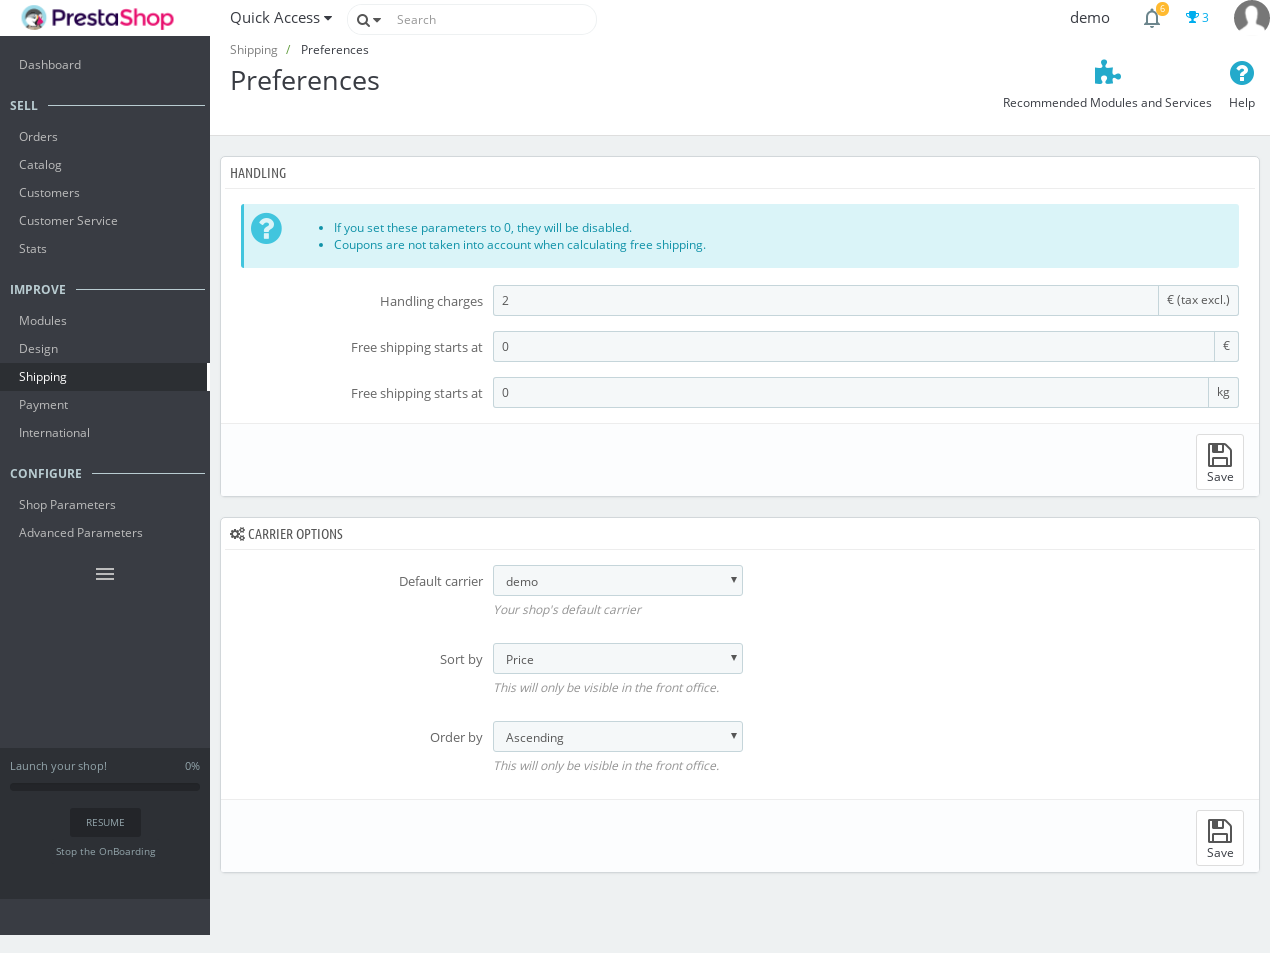 PrestaShop
Quick Access
Search
demo
6
3
Shipping / Preferences
Preferences
Recommended Modules and Services
Help
Dashboard
SELL
Orders
Catalog
Customers
Customer Service
Stats
IMPROVE
Modules
Design
Shipping
Payment
International
CONFIGURE
Shop Parameters
Advanced Parameters
Launch your shop! 0%
RESUME
Stop the OnBoarding
HANDLING
If you set these parameters to 0, they will be disabled.
Coupons are not taken into account when calculating free shipping.
Handling charges 2 € (tax excl.)
Free shipping starts at 0 €
Free shipping starts at 0 kg
Save
CARRIER OPTIONS
Default carrier demo
Your shop's default carrier
Sort by Price
This will only be visible in the front office.
Order by Ascending
This will only be visible in the front office.
Save